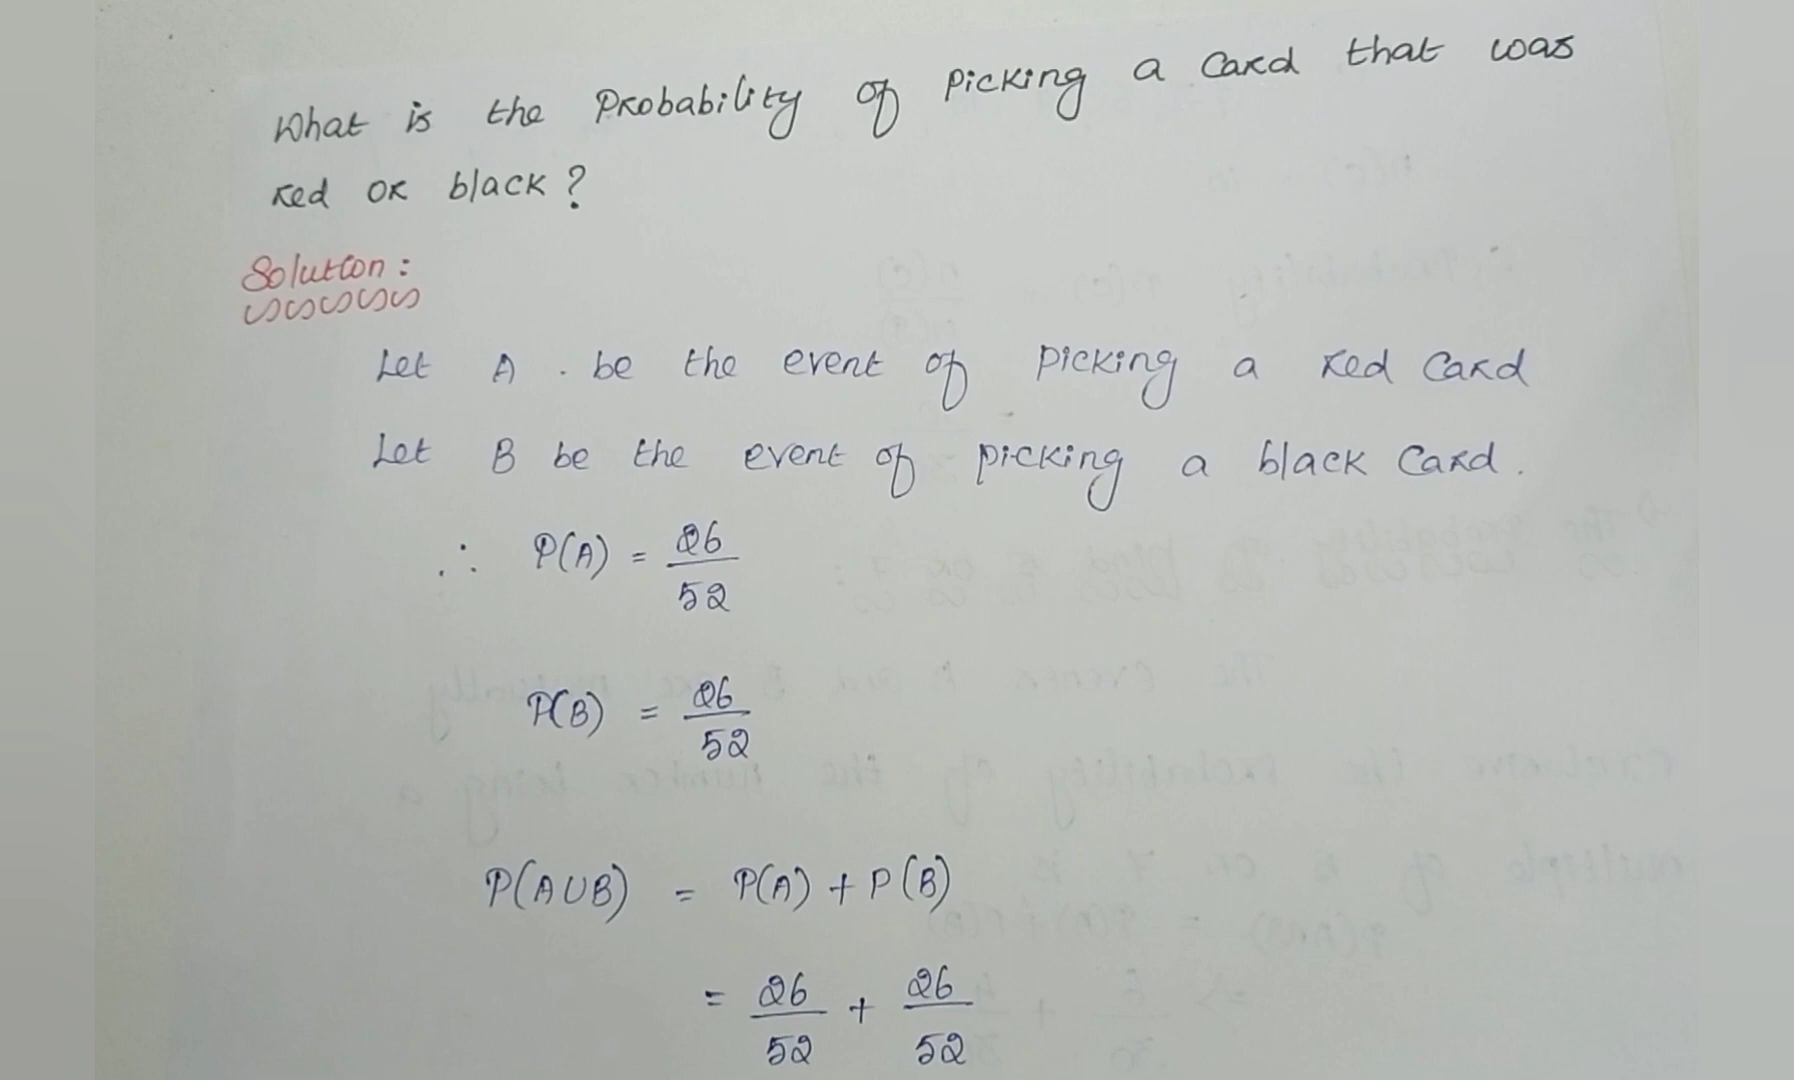 What is the Probability of Picking a Card that was
red or black?
Solution:
Let A. be the event of picking a red Card
Let B be the event of picking a black Card.
∴ P(A) = 26/52
P(B) = 26/52
P(A∪B) = P(A) + P(B)
= 26/52 + 26/52